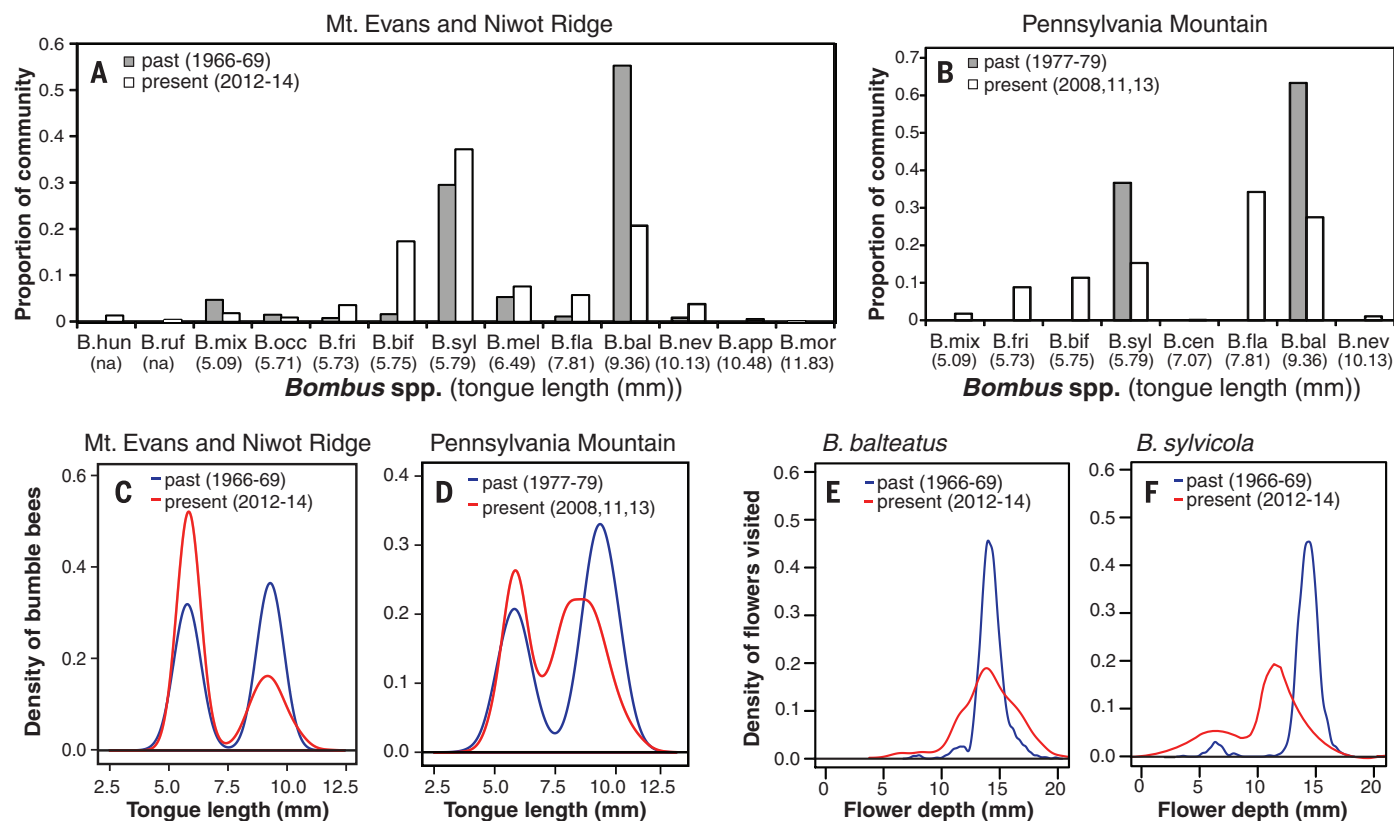 Mt. Evans and Niwot Ridge
A
past (1966-69)
present (2012-14)
Proportion of community
0.6
0.5
0.4
0.3
0.2
0.1
0
B.hun B.ruf B.mix B.occ B.fri B.bif B.syl B.mel B.fla B.bal B.nev B.app B.mor
(na) (na) (5.09) (5.71) (5.73) (5.75) (5.79) (6.49) (7.81) (9.36) (10.13) (10.48) (11.83)
Bombus spp. (tongue length (mm))
Pennsylvania Mountain
B
past (1977-79)
present (2008,11,13)
Proportion of community
0.7
0.6
0.5
0.4
0.3
0.2
0.1
0
B.mix B.fri B.bif B.syl B.cen B.fla B.bal B.nev
(5.09) (5.73) (5.75) (5.79) (7.07) (7.81) (9.36) (10.13)
Bombus spp. (tongue length (mm))
Mt. Evans and Niwot Ridge
C
past (1966-69)
present (2012-14)
Density of bumble bees
0.6
0.4
0.2
0.0
2.5 5.0 7.5 10.0 12.5
Tongue length (mm)
Pennsylvania Mountain
D
past (1977-79)
present (2008,11,13)
0.4
0.3
0.2
0.1
0.0
2.5 5.0 7.5 10.0 12.5
Tongue length (mm)
B. balteatus
E
past (1966-69)
present (2012-14)
Density of flowers visited
0.6
0.5
0.4
0.3
0.2
0.1
0.0
0 5 10 15 20
Flower depth (mm)
B. sylvicola
F
past (1966-69)
present (2012-14)
0.6
0.5
0.4
0.3
0.2
0.1
0.0
0 5 10 15 20
Flower depth (mm)